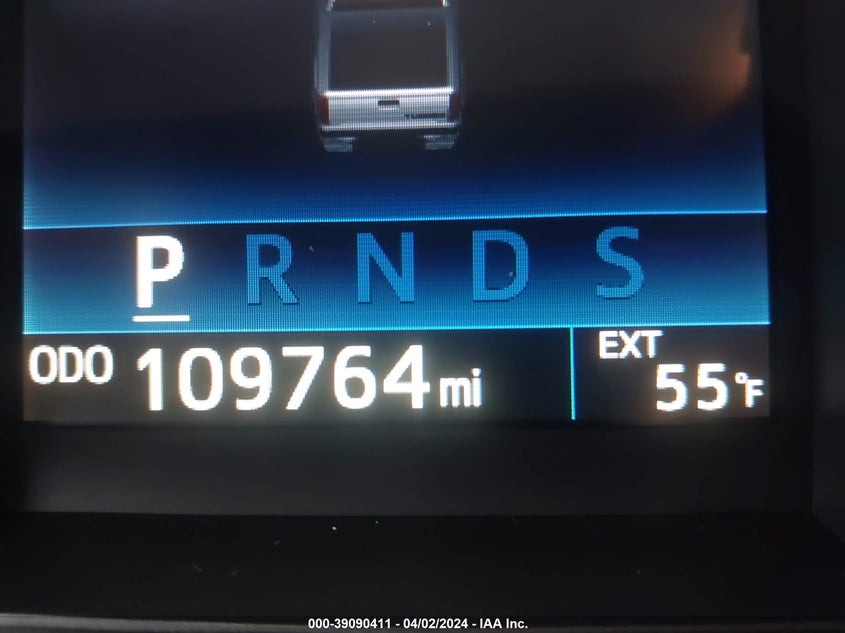 P R N D S
ODO 109764 mi
EXT
55°F
000-39090411 - 04/02/2024 - IAA Inc.